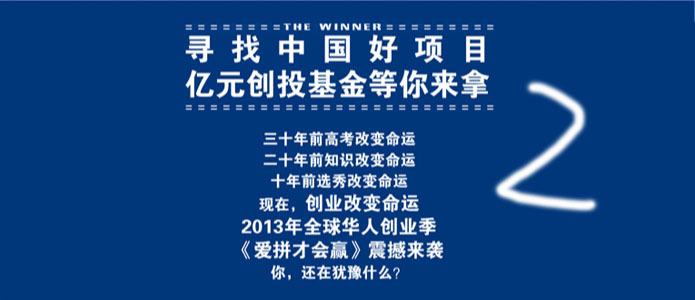 THE WINNER
寻找中国好项目
亿元创投基金等你来拿
三十年前高考改变命运
二十年前知识改变命运
十年前选秀改变命运
现在，创业改变命运
2013年全球华人创业季
《爱拼才会赢》震撼来袭
你，还在犹豫什么？
2